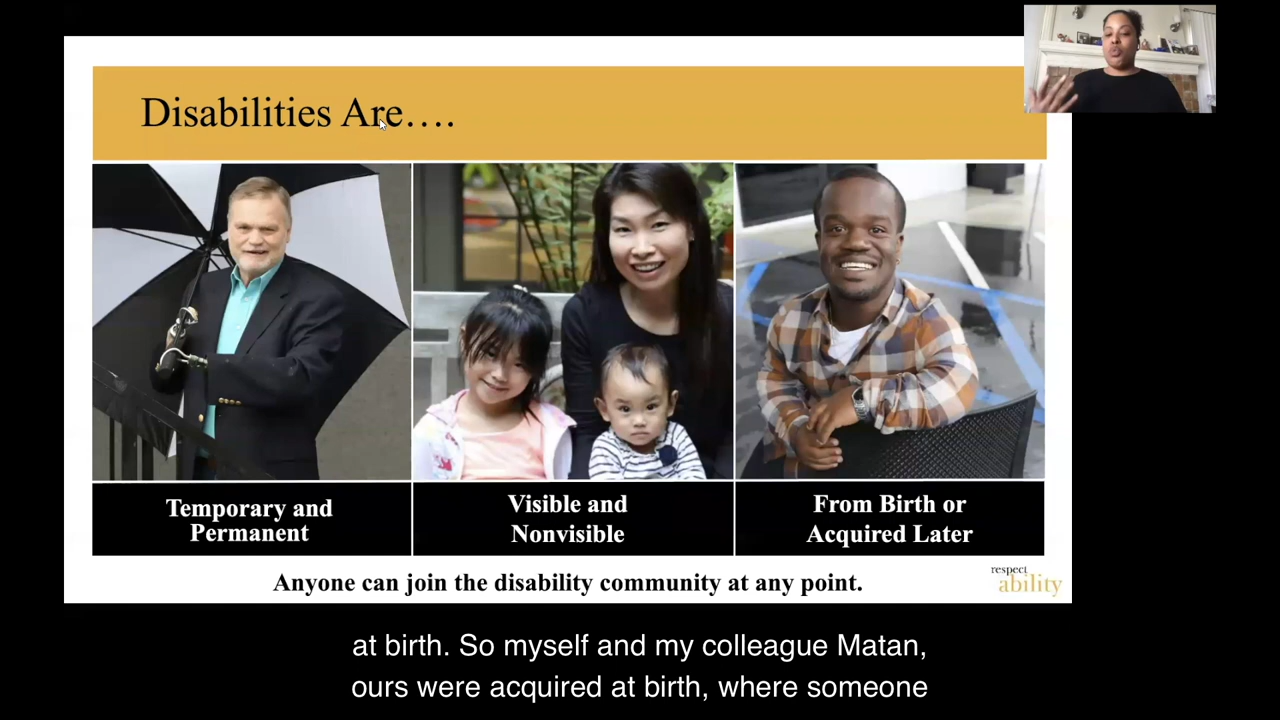 Disabilities Are….
Temporary and
Permanent
Visible and
Nonvisible
From Birth or
Acquired Later
Anyone can join the disability community at any point.
respect
ability
at birth. So myself and my colleague Matan,
ours were acquired at birth, where someone